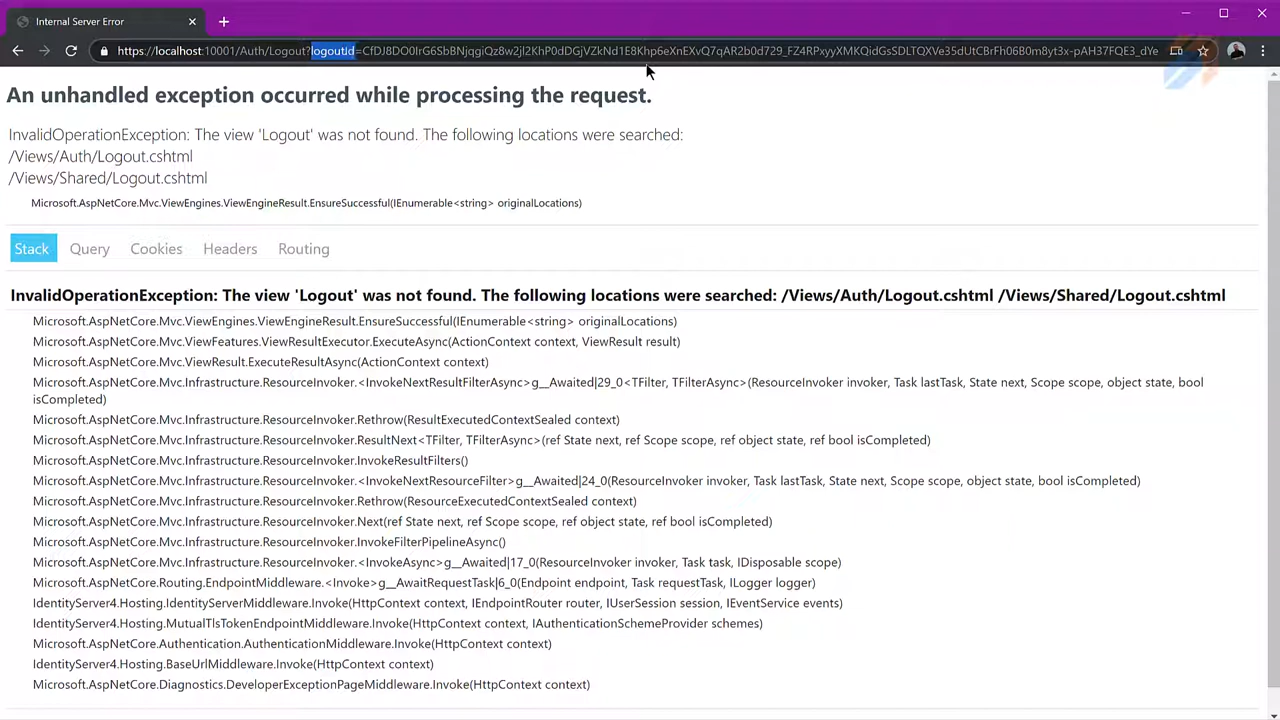 Internal Server Error
https://localhost:10001/Auth/Logout?logoutId=CfDJ8DO0IrG6SbBNjqgiQz8w2jl2KhP0dDGjVZkNd1E8Khp6eXnEXvQ7qAR2b0d729_FZ4RPxyyXMKQidGsSDLTQXVe35dUtCBrFh06B0m8yt3x-pAH37FQE3_dYe
An unhandled exception occurred while processing the request.
InvalidOperationException: The view 'Logout' was not found. The following locations were searched:
/Views/Auth/Logout.cshtml
/Views/Shared/Logout.cshtml
Microsoft.AspNetCore.Mvc.ViewEngines.ViewEngineResult.EnsureSuccessful(IEnumerable<string> originalLocations)
Stack Query Cookies Headers Routing
InvalidOperationException: The view 'Logout' was not found. The following locations were searched: /Views/Auth/Logout.cshtml /Views/Shared/Logout.cshtml
Microsoft.AspNetCore.Mvc.ViewEngines.ViewEngineResult.EnsureSuccessful(IEnumerable<string> originalLocations)
Microsoft.AspNetCore.Mvc.ViewFeatures.ViewResultExecutor.ExecuteAsync(ActionContext context, ViewResult result)
Microsoft.AspNetCore.Mvc.ViewResult.ExecuteResultAsync(ActionContext context)
Microsoft.AspNetCore.Mvc.Infrastructure.ResourceInvoker.<InvokeNextResultFilterAsync>g__Awaited|29_0<TFilter, TFilterAsync>(ResourceInvoker invoker, Task lastTask, State next, Scope scope, object state, bool
isCompleted)
Microsoft.AspNetCore.Mvc.Infrastructure.ResourceInvoker.Rethrow(ResultExecutedContextSealed context)
Microsoft.AspNetCore.Mvc.Infrastructure.ResourceInvoker.ResultNext<TFilter, TFilterAsync>(ref State next, ref Scope scope, ref object state, ref bool isCompleted)
Microsoft.AspNetCore.Mvc.Infrastructure.ResourceInvoker.InvokeResultFilters()
Microsoft.AspNetCore.Mvc.Infrastructure.ResourceInvoker.<InvokeNextResourceFilter>g__Awaited|24_0(ResourceInvoker invoker, Task lastTask, State next, Scope scope, object state, bool isCompleted)
Microsoft.AspNetCore.Mvc.Infrastructure.ResourceInvoker.Rethrow(ResourceExecutedContextSealed context)
Microsoft.AspNetCore.Mvc.Infrastructure.ResourceInvoker.Next(ref State next, ref Scope scope, ref object state, ref bool isCompleted)
Microsoft.AspNetCore.Mvc.Infrastructure.ResourceInvoker.InvokeFilterPipelineAsync()
Microsoft.AspNetCore.Mvc.Infrastructure.ResourceInvoker.<InvokeAsync>g__Awaited|17_0(ResourceInvoker invoker, Task task, IDisposable scope)
Microsoft.AspNetCore.Routing.EndpointMiddleware.<Invoke>g__AwaitRequestTask|6_0(Endpoint endpoint, Task requestTask, ILogger logger)
IdentityServer4.Hosting.IdentityServerMiddleware.Invoke(HttpContext context, IEndpointRouter router, IUserSession session, IEventService events)
IdentityServer4.Hosting.MutualTlsTokenEndpointMiddleware.Invoke(HttpContext context, IAuthenticationSchemeProvider schemes)
Microsoft.AspNetCore.Authentication.AuthenticationMiddleware.Invoke(HttpContext context)
IdentityServer4.Hosting.BaseUrlMiddleware.Invoke(HttpContext context)
Microsoft.AspNetCore.Diagnostics.DeveloperExceptionPageMiddleware.Invoke(HttpContext context)